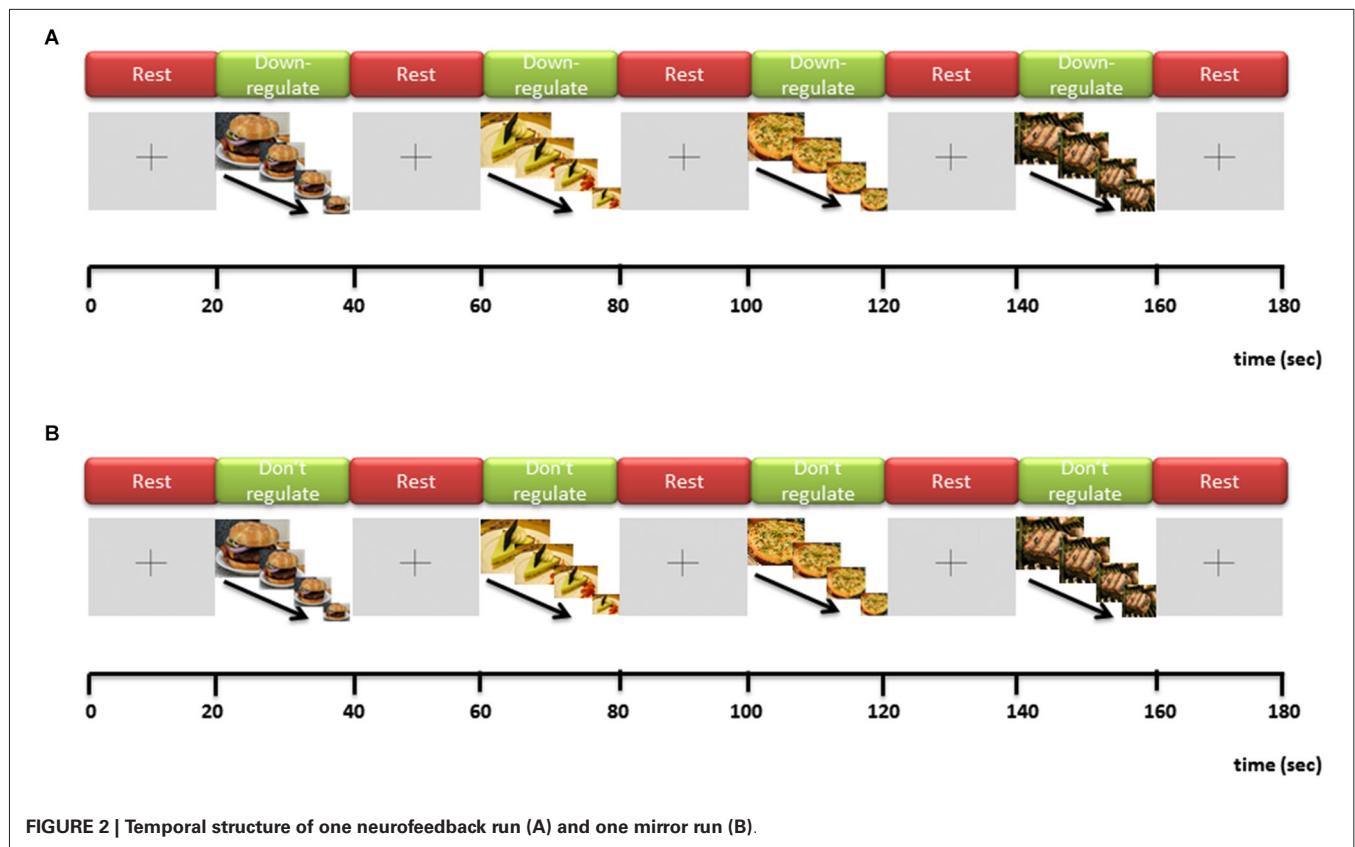 A
Rest Down-regulate Rest Down-regulate Rest Down-regulate Rest Down-regulate Rest
0 20 40 60 80 100 120 140 160 180
time (sec)
B
Rest Don't regulate Rest Don't regulate Rest Don't regulate Rest Don't regulate Rest
0 20 40 60 80 100 120 140 160 180
time (sec)
FIGURE 2 | Temporal structure of one neurofeedback run (A) and one mirror run (B).